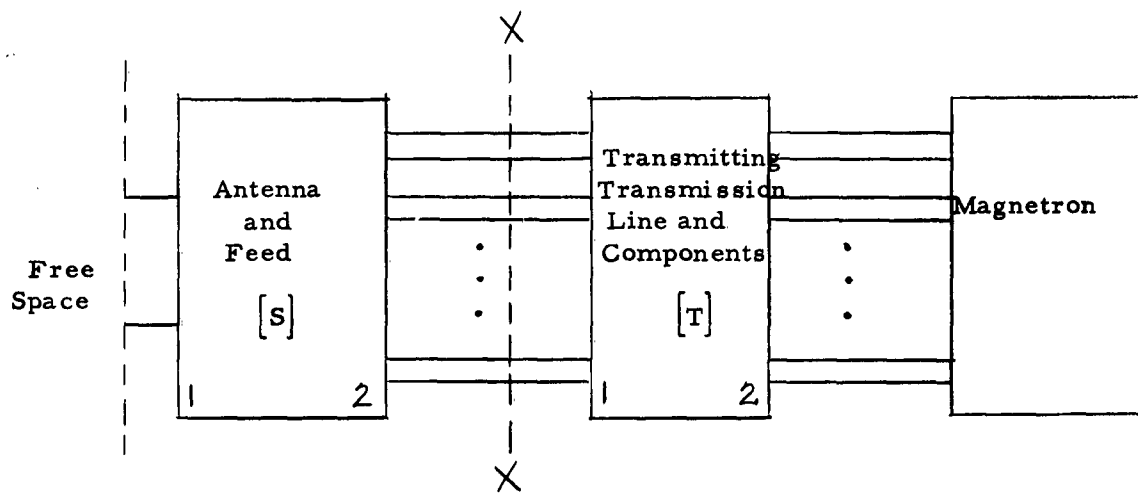 X
Free
Space
Antenna
and
Feed
[S]
1
2
Transmitting
Transmission
Line and
Components
[T]
1
2
Magnetron
X